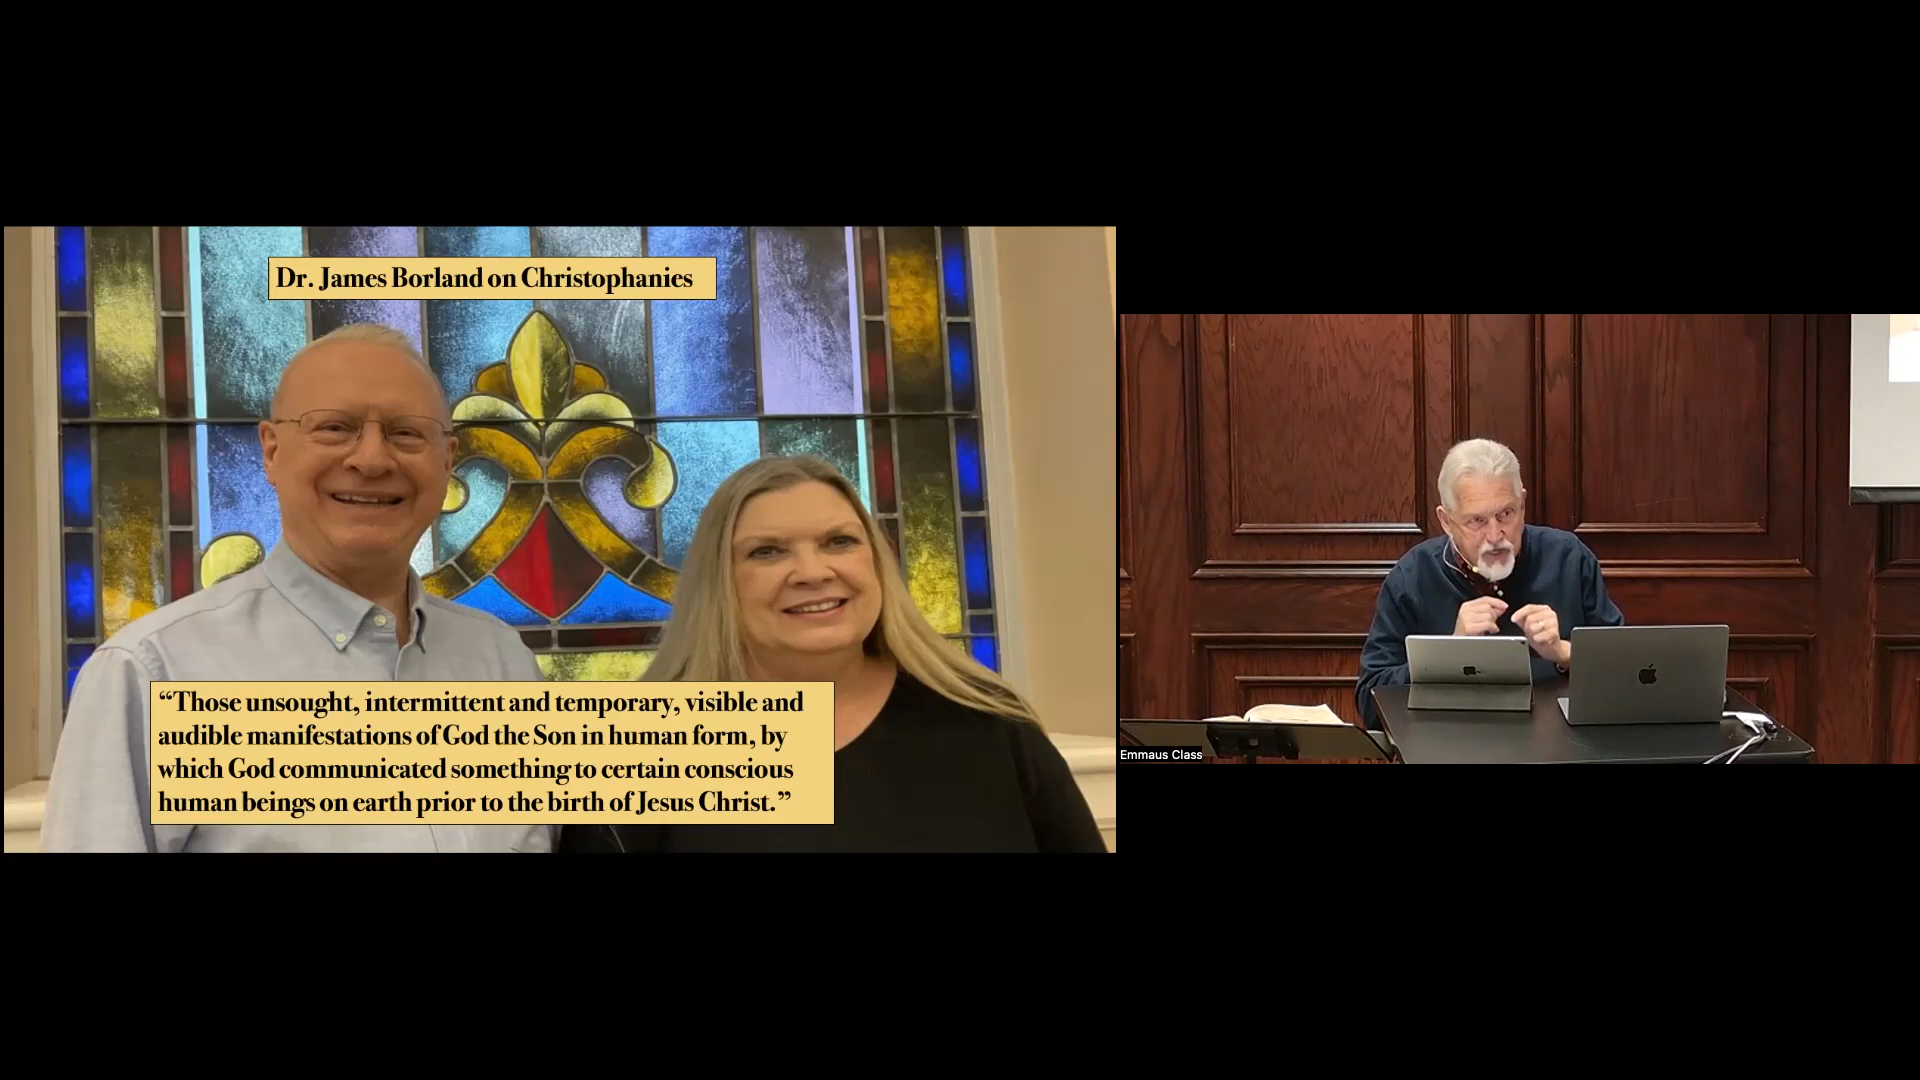 Dr. James Borland on Christophanies
“Those unsought, intermittent and temporary, visible and
audible manifestations of God the Son in human form, by
which God communicated something to certain conscious
human beings on earth prior to the birth of Jesus Christ.”
Emmaus Class